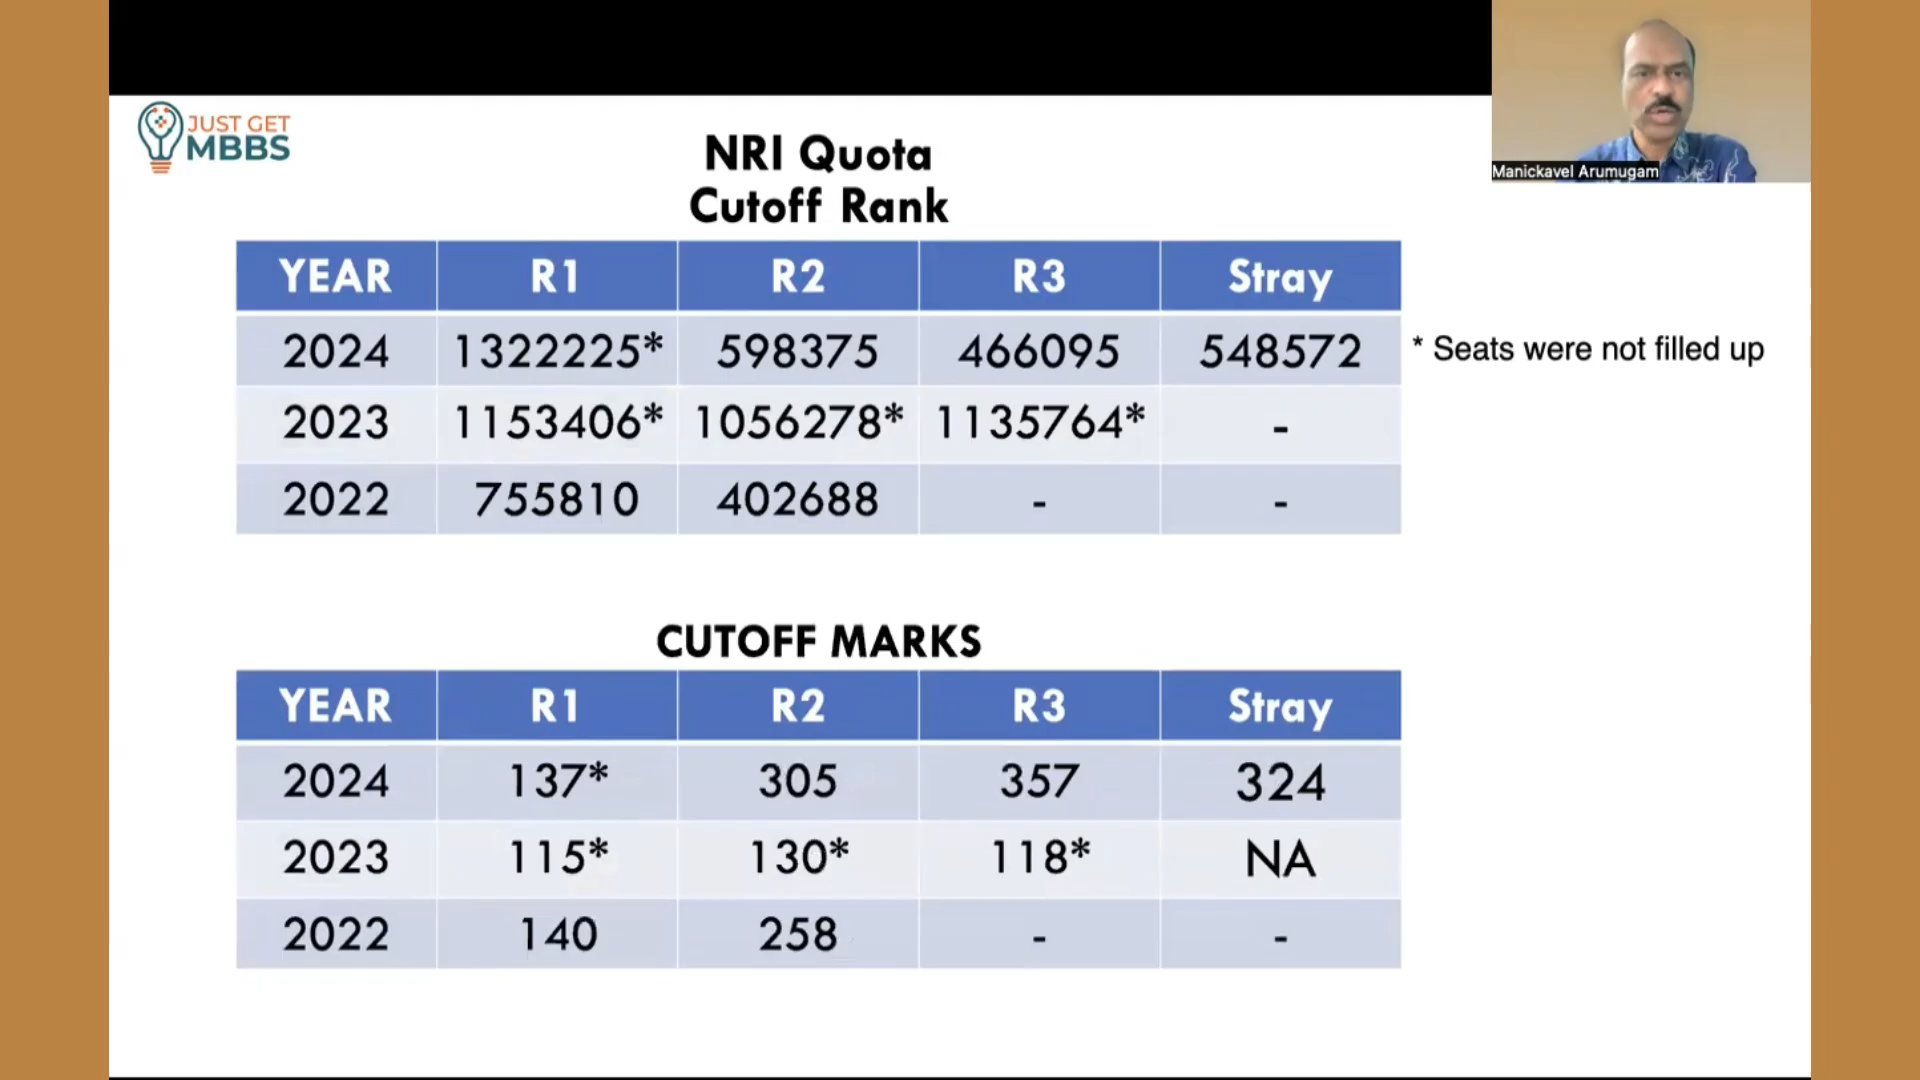 JUST GET
MBBS
Manickavel Arumugam
NRI Quota
Cutoff Rank
YEAR R1 R2 R3 Stray
2024 1322225* 598375 466095 548572
* Seats were not filled up
2023 1153406* 1056278* 1135764* -
2022 755810 402688 - -
CUTOFF MARKS
YEAR R1 R2 R3 Stray
2024 137* 305 357 324
2023 115* 130* 118* NA
2022 140 258 - -